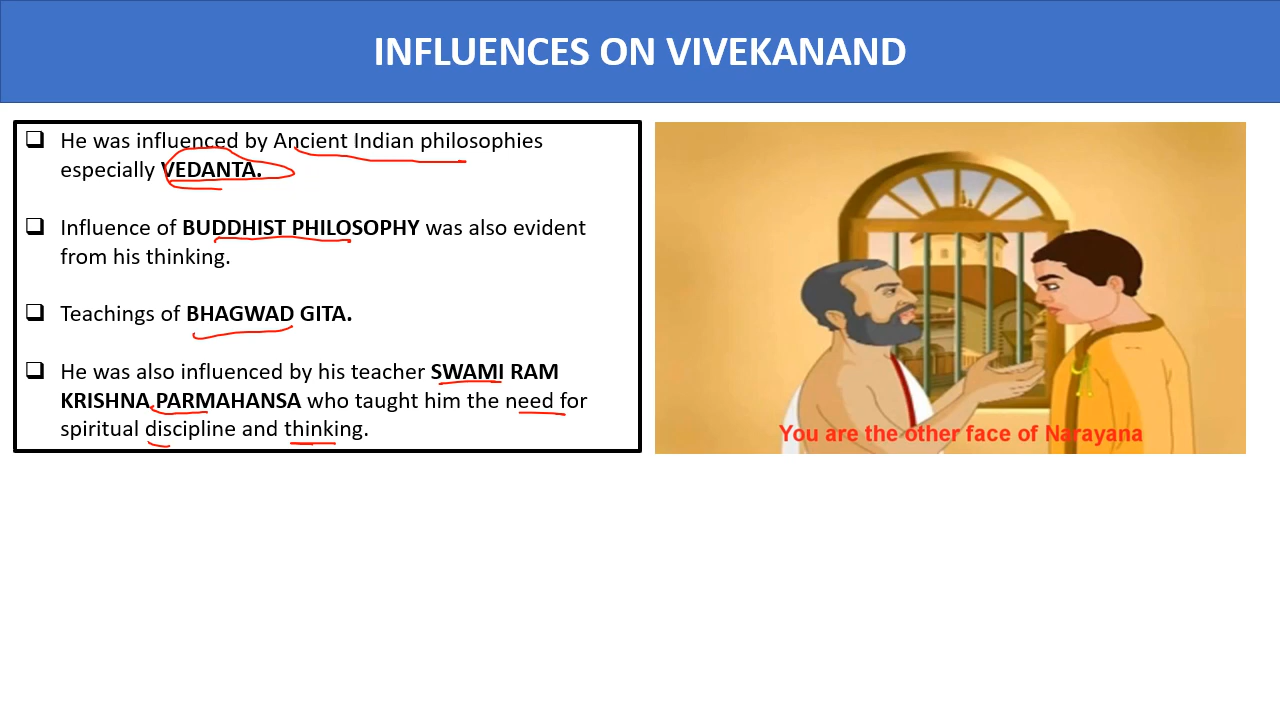 INFLUENCES ON VIVEKANAND
He was influenced by Ancient Indian philosophies
especially VEDANTA.
Influence of BUDDHIST PHILOSOPHY was also evident
from his thinking.
Teachings of BHAGWAD GITA.
He was also influenced by his teacher SWAMI RAM
KRISHNA PARMAHANSA who taught him the need for
spiritual discipline and thinking.
You are the other face of Narayana